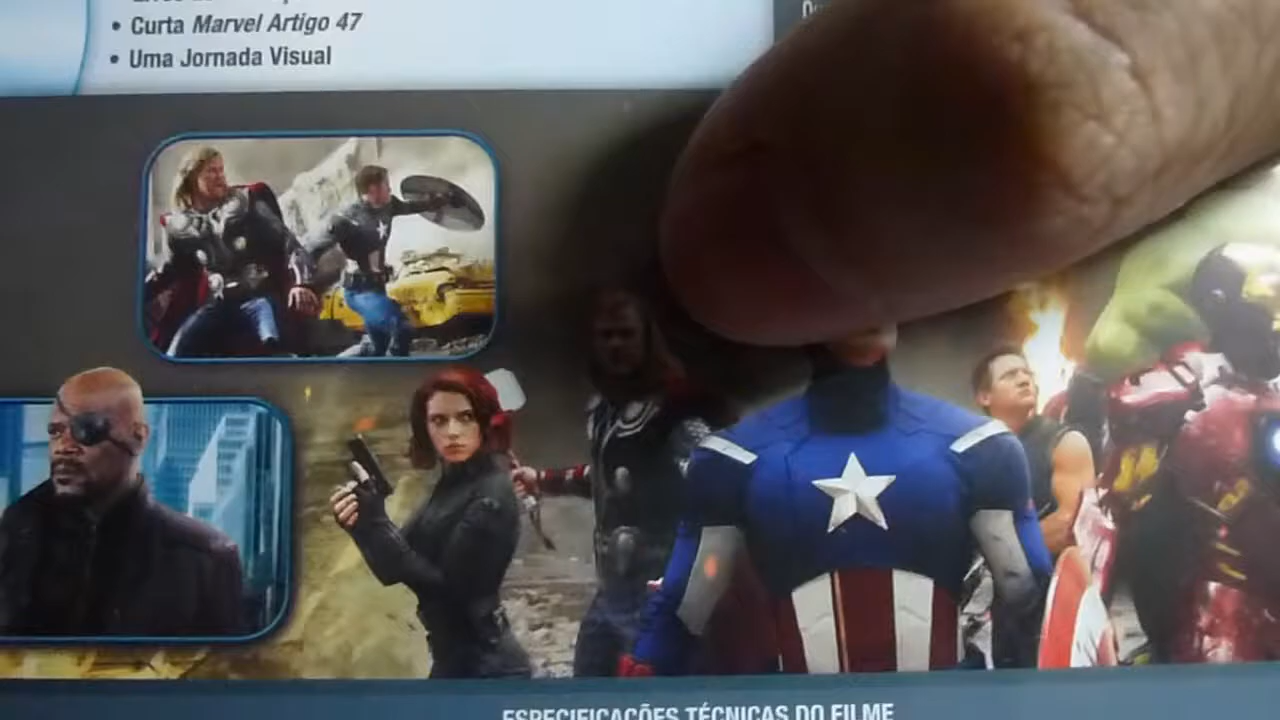 • Curta Marvel Artigo 47
• Uma Jornada Visual
ESPECIFICAÇÕES TÉCNICAS DO FILME